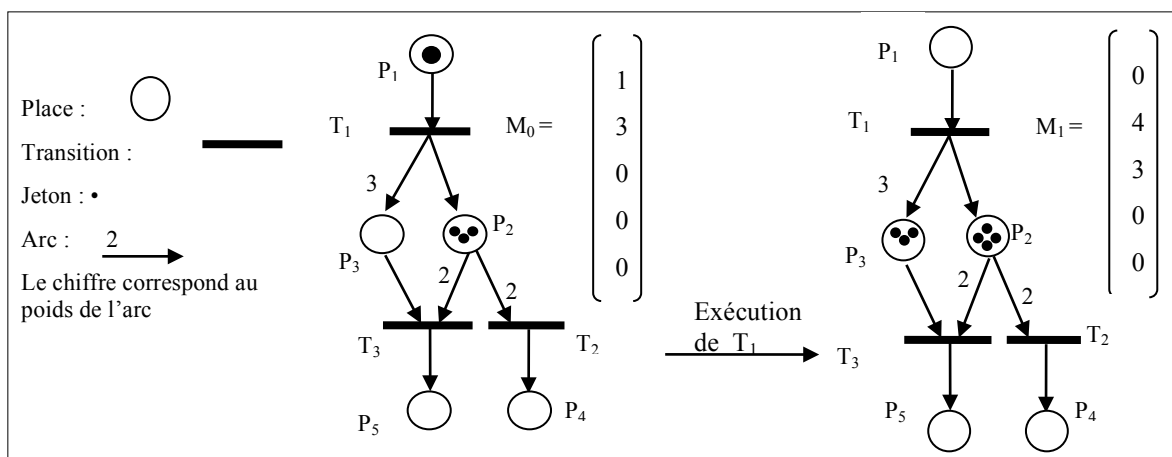 Place :
Transition :
Jeton : •
Arc : 2
Le chiffre correspond au
poids de l'arc
P1
T1
M0 =
1
3
0
0
0
3
P2
P3
2
2
T3
T2
P5
P4
Exécution
de T1
P1
T1
M1 =
0
4
3
0
0
3
P2
P3
2
2
T3
T2
P5
P4